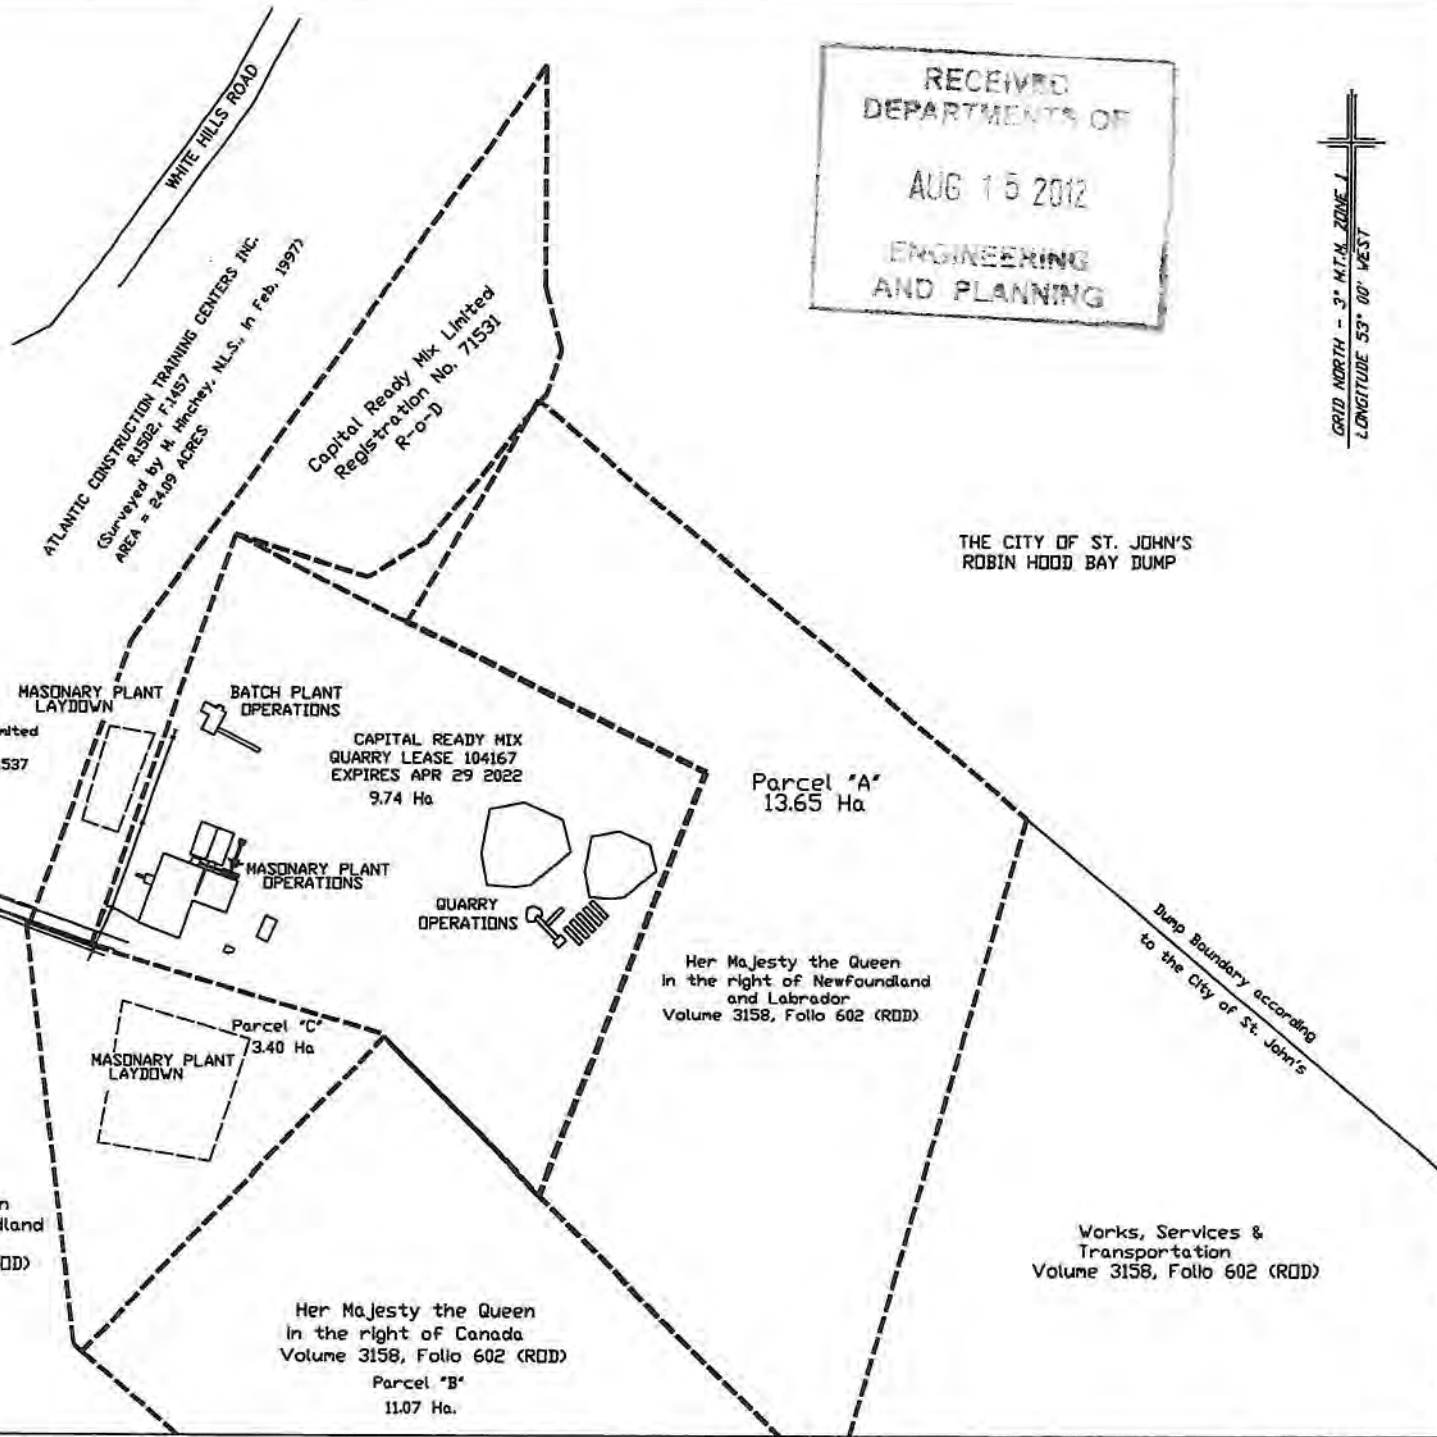 WHITE HILLS ROAD
RECEIVED
DEPARTMENTS OF
AUG 15 2012
ENGINEERING
AND PLANNING
GRID NORTH - 3° M.T.M. ZONE 1
LONGITUDE 53° 00' WEST
ATLANTIC CONSTRUCTION TRAINING CENTERS INC.
R.1502, F.1457
(Surveyed by M. Hinchey, N.L.S., in Feb, 1997)
AREA = 24.09 ACRES
Capital Ready Mix Limited
Registration No. 71531
R-o-D
THE CITY OF ST. JOHN'S
ROBIN HOOD BAY DUMP
MASONARY PLANT
LAYDOWN
mited
537
BATCH PLANT
OPERATIONS
CAPITAL READY MIX
QUARRY LEASE 104167
EXPIRES APR 29 2022
9.74 Ha
Parcel "A"
13.65 Ha
MASONARY PLANT
OPERATIONS
QUARRY
OPERATIONS
Her Majesty the Queen
in the right of Newfoundland
and Labrador
Volume 3158, Folio 602 (ROD)
Dump Boundary according
to the City of St. John's
Parcel "C"
3.40 Ha
MASONARY PLANT
LAYDOWN
n
dland
OD)
Works, Services &
Transportation
Volume 3158, Folio 602 (ROD)
Her Majesty the Queen
in the right of Canada
Volume 3158, Folio 602 (ROD)
Parcel "B"
11.07 Ha.